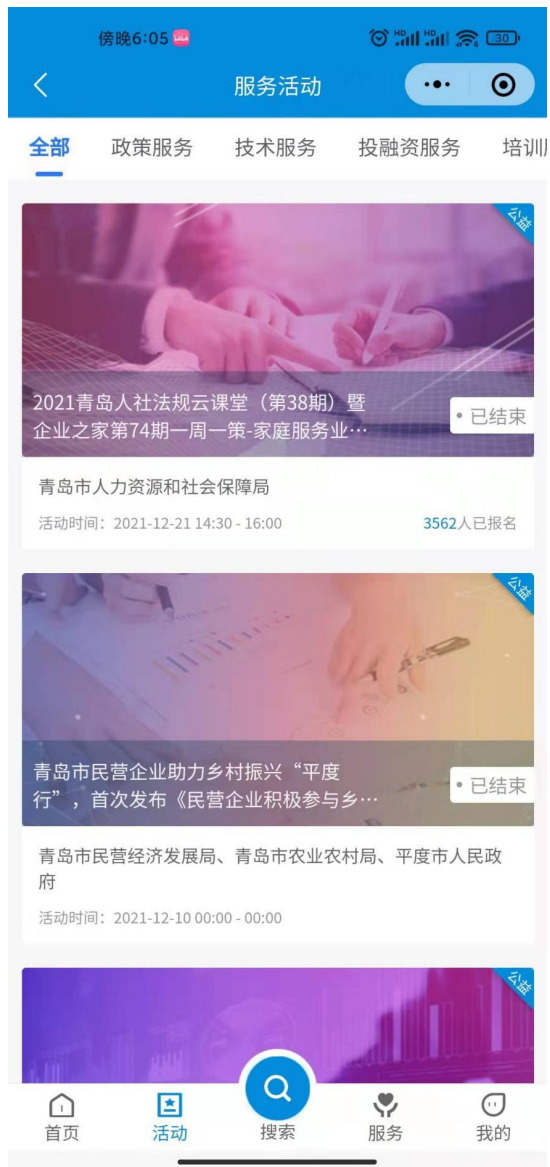 傍晚6:05
HD HD 30
服务活动
全部 政策服务 技术服务 投融资服务 培训
公益
2021青岛人社法规云课堂（第38期）暨
企业之家第74期一周一策-家庭服务业…
已结束
青岛市人力资源和社会保障局
活动时间：2021-12-21 14:30 - 16:00 3562人已报名
公益
青岛市民营企业助力乡村振兴“平度
行”，首次发布《民营企业积极参与乡…
已结束
青岛市民营经济发展局、青岛市农业农村局、平度市人民政
府
活动时间：2021-12-10 00:00 - 00:00
公益
首页 活动 搜索 服务 我的